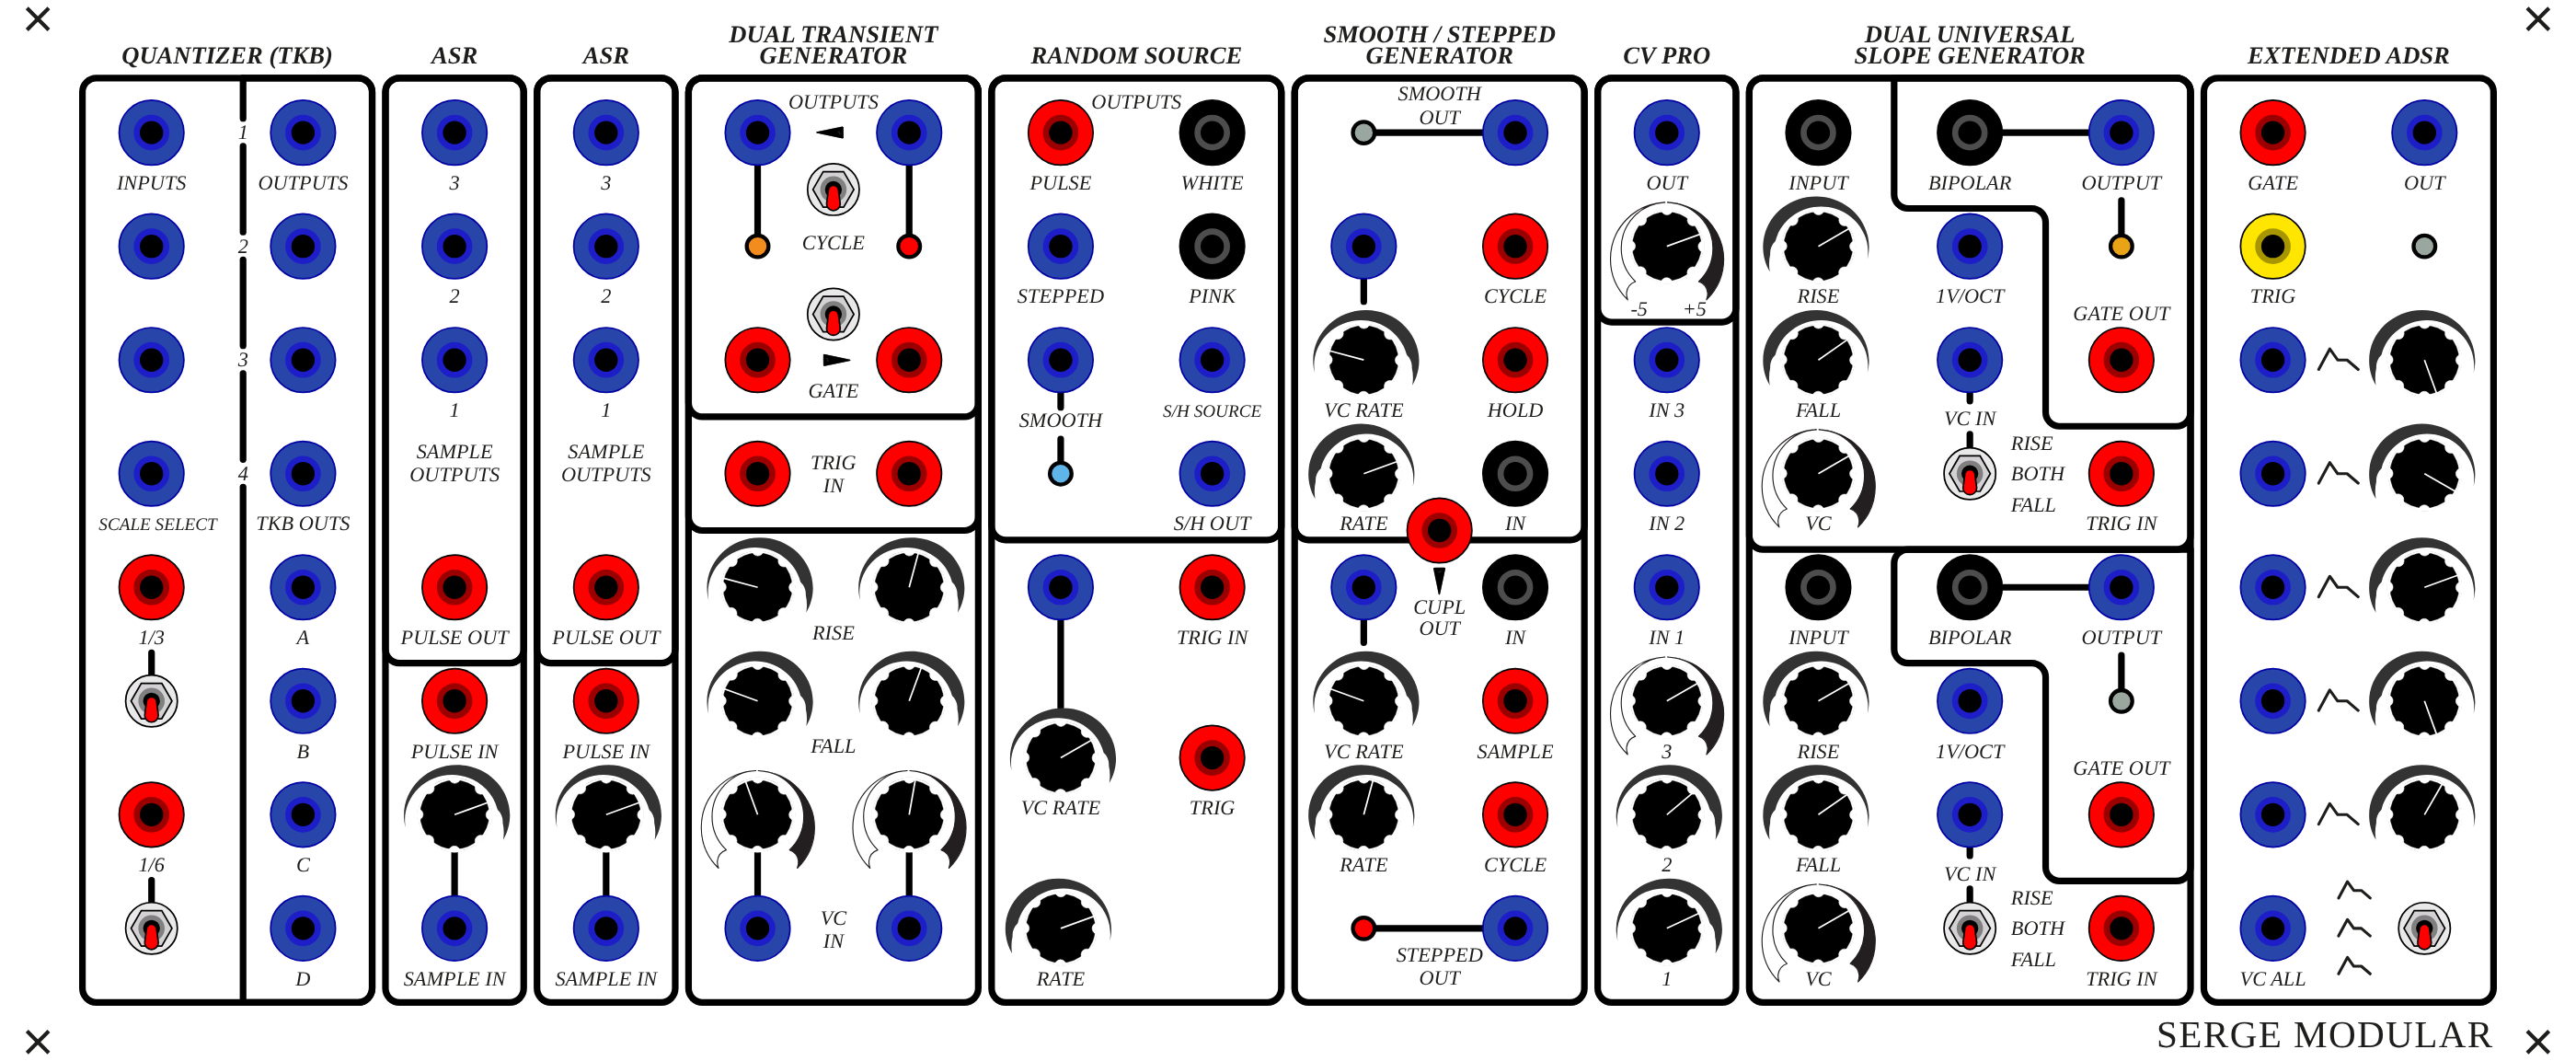 QUANTIZER (TKB)
1
INPUTS
OUTPUTS
2
3
4
SCALE SELECT
TKB OUTS
1/3
A
B
1/6
C
D
ASR
3
2
1
SAMPLE
OUTPUTS
PULSE OUT
PULSE IN
SAMPLE IN
ASR
3
2
1
SAMPLE
OUTPUTS
PULSE OUT
PULSE IN
SAMPLE IN
DUAL TRANSIENT
GENERATOR
OUTPUTS
CYCLE
GATE
TRIG
IN
RISE
FALL
VC
IN
RANDOM SOURCE
OUTPUTS
PULSE
WHITE
STEPPED
PINK
SMOOTH
S/H SOURCE
S/H OUT
TRIG IN
VC RATE
TRIG
RATE
SMOOTH / STEPPED
GENERATOR
SMOOTH
OUT
CYCLE
VC RATE
HOLD
RATE
IN
CUPL
OUT
IN
VC RATE
SAMPLE
RATE
CYCLE
STEPPED
OUT
CV PRO
OUT
-5 +5
IN 3
IN 2
IN 1
3
2
1
DUAL UNIVERSAL
SLOPE GENERATOR
INPUT
BIPOLAR
OUTPUT
RISE
1V/OCT
GATE OUT
FALL
VC IN
RISE
BOTH
FALL
VC
TRIG IN
INPUT
BIPOLAR
OUTPUT
RISE
1V/OCT
GATE OUT
FALL
VC IN
RISE
BOTH
FALL
VC
TRIG IN
EXTENDED ADSR
GATE
OUT
TRIG
VC ALL
SERGE MODULAR